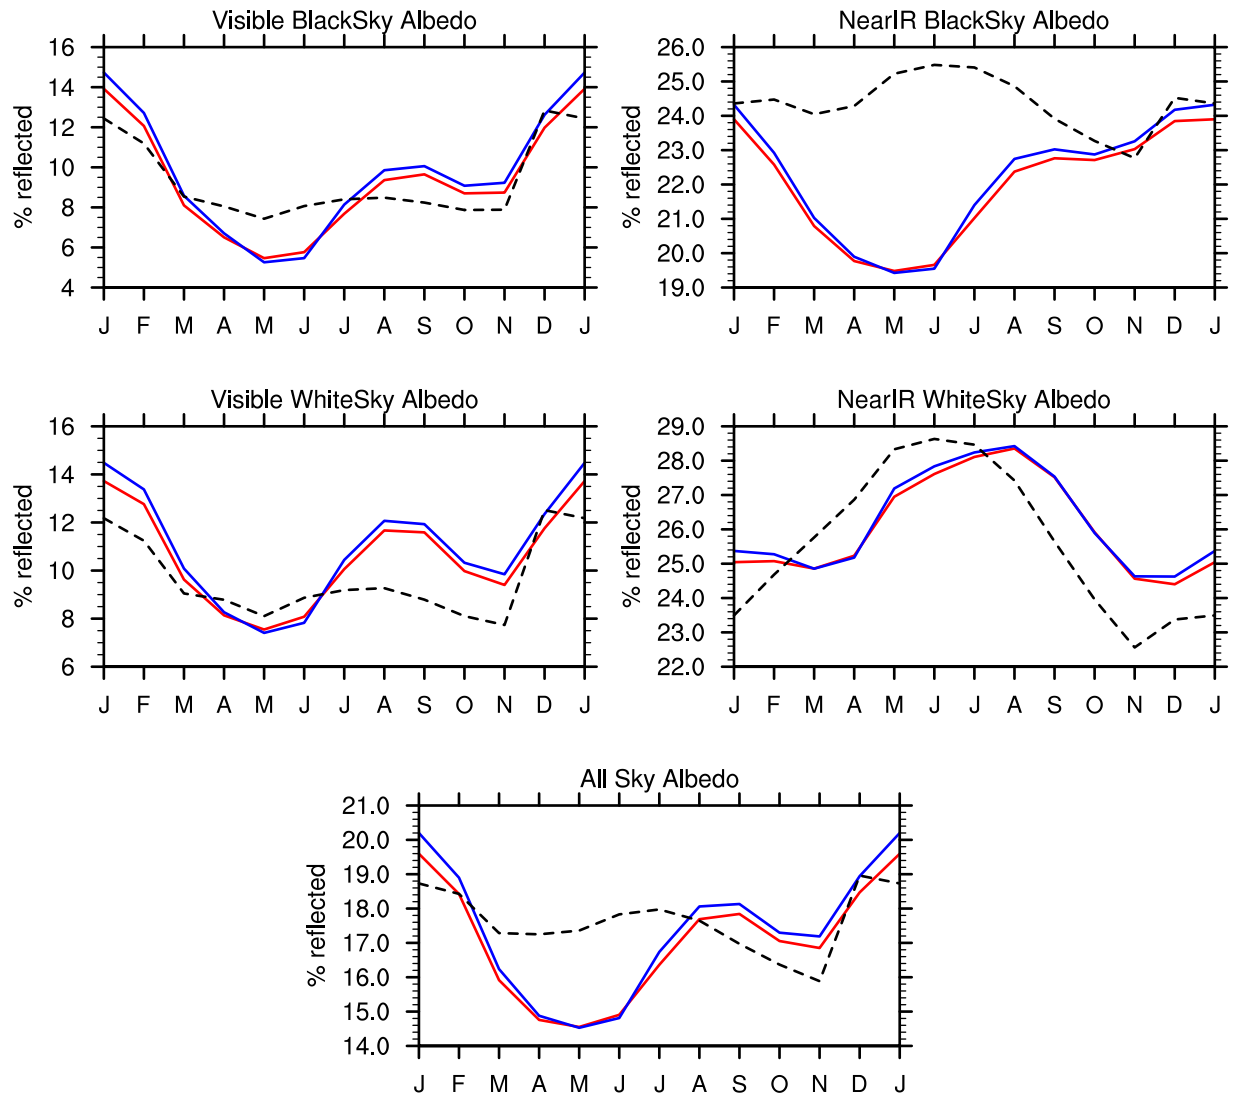 Visible BlackSky Albedo
% reflected
16
14
12
10
8
6
4
J F M A M J J A S O N D J
NearIR BlackSky Albedo
% reflected
26.0
25.0
24.0
23.0
22.0
21.0
20.0
19.0
J F M A M J J A S O N D J
Visible WhiteSky Albedo
% reflected
16
14
12
10
8
6
J F M A M J J A S O N D J
NearIR WhiteSky Albedo
% reflected
29.0
28.0
27.0
26.0
25.0
24.0
23.0
22.0
J F M A M J J A S O N D J
All Sky Albedo
% reflected
21.0
20.0
19.0
18.0
17.0
16.0
15.0
14.0
J F M A M J J A S O N D J